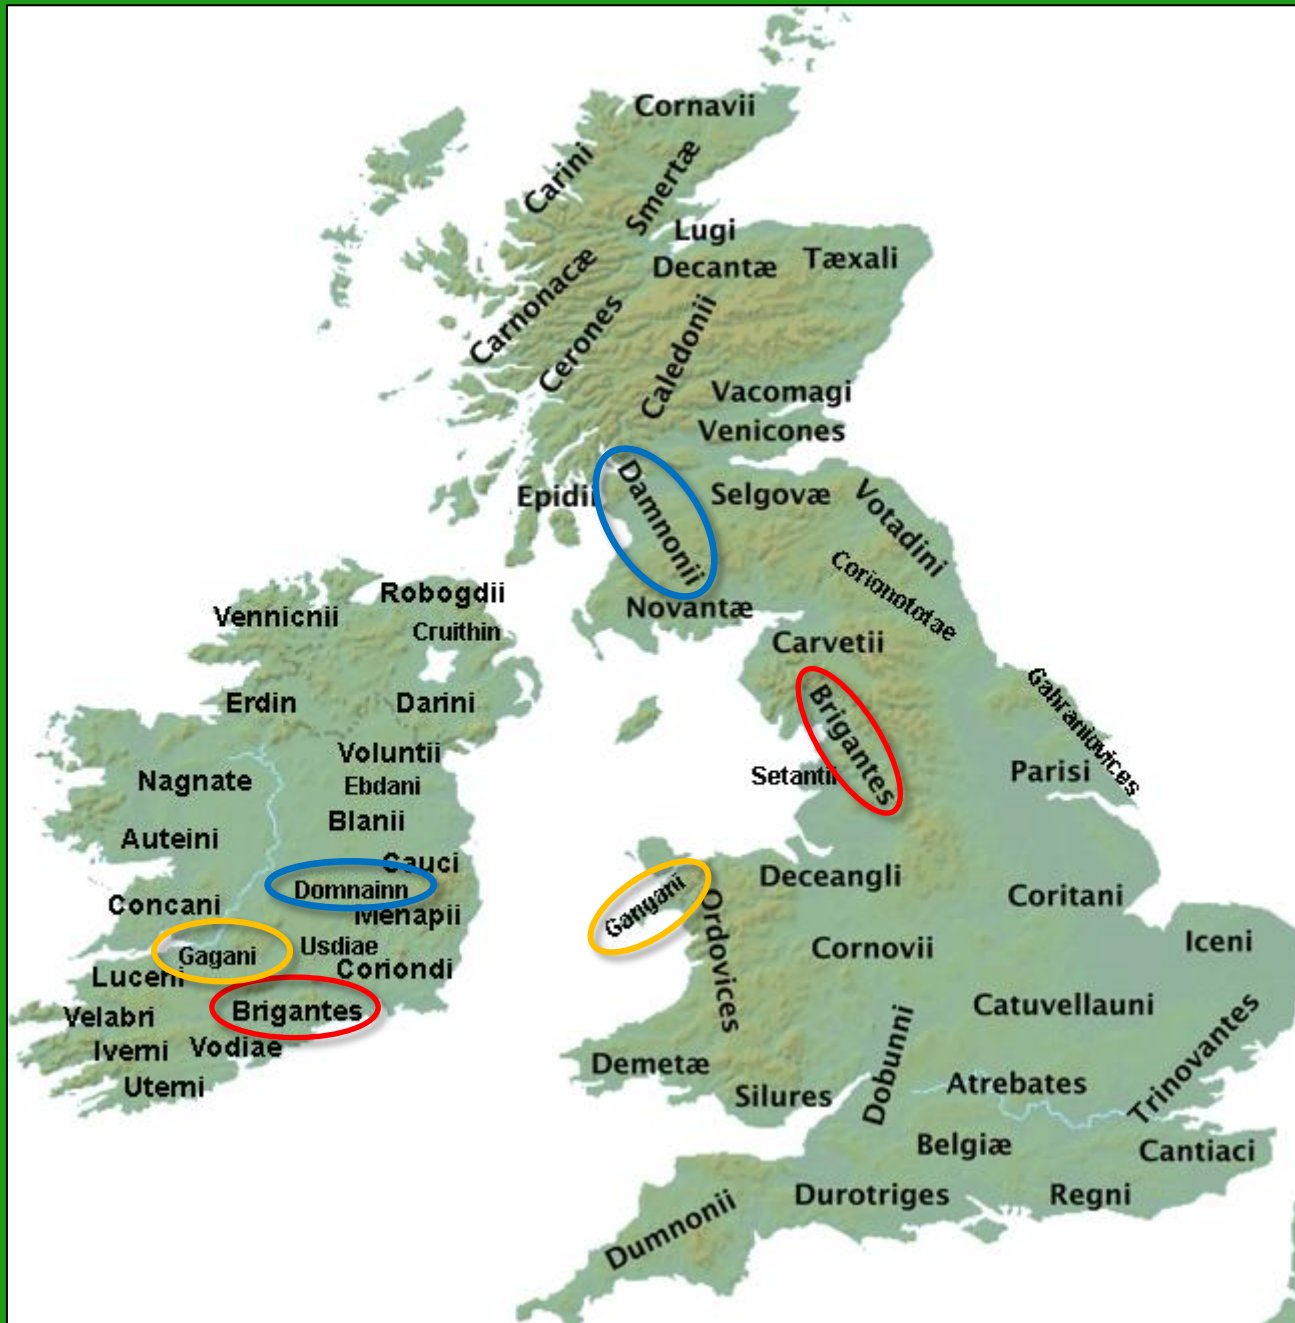 Cornavii
Carini
Smertæ
Lugi
Decantæ
Tæxali
Carnonacæ
Cerones
Caledonii
Vacomagi
Venicones
Epidii
Damnonii
Selgovæ
Votadini
Corionototae
Novantæ
Carvetii
Brigantes
Setantii
Gabraniovices
Parisi
Robogdii
Vennicnii
Cruithin
Erdin
Darini
Voluntii
Nagnate
Ebdani
Blanii
Auteini
Cauci
Domnainn
Concani
Menapii
Gagani
Usdiae
Luceni
Coriondi
Brigantes
Velabri
Iverni
Vodiae
Uterni
Gangani
Deceangli
Ordovices
Coritani
Cornovii
Iceni
Catuvellauni
Trinovantes
Dobunni
Demetæ
Silures
Atrebates
Belgiæ
Cantiaci
Durotriges
Regni
Dumnonii